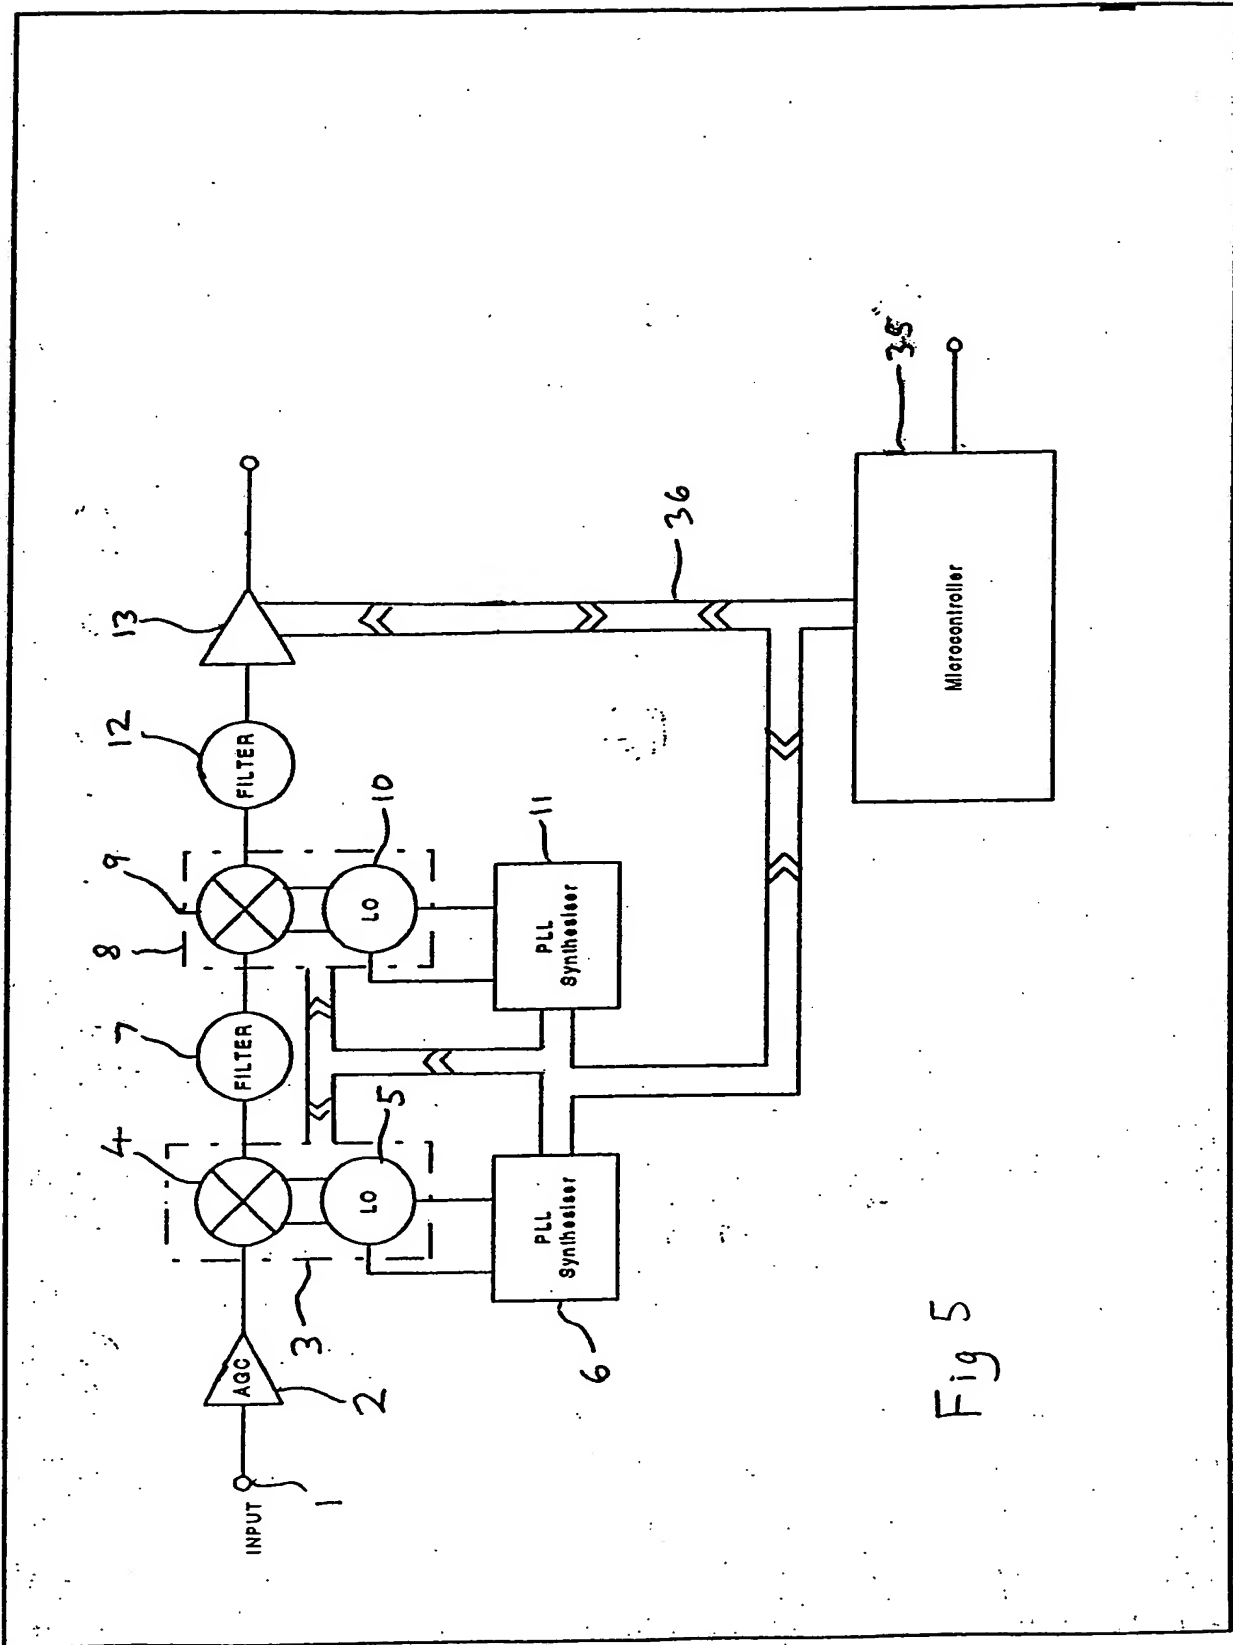 INPUT
1
AGC
2
3
4
LO
5
PLL
Synthesiser
6
FILTER
7
8
9
LO
10
PLL
Synthesiser
11
FILTER
12
13
36
Microcontroller
35
Fig 5